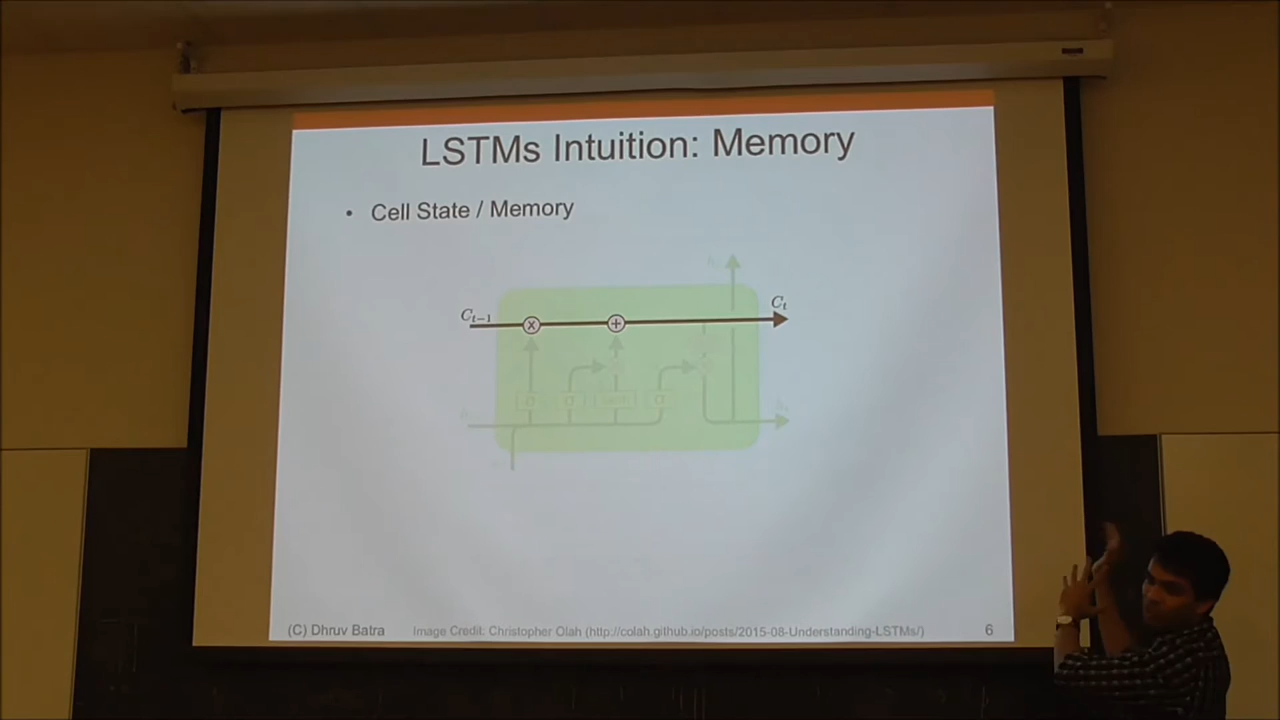 LSTMs Intuition: Memory
• Cell State / Memory
C_{t-1}
C_t
x
+
σ σ tanh σ
(C) Dhruv Batra
Image Credit: Christopher Olah (http://colah.github.io/posts/2015-08-Understanding-LSTMs/)
6